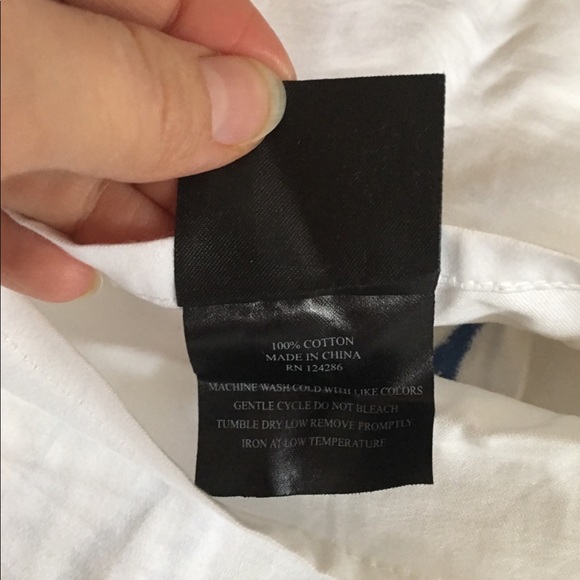 100% COTTON
MADE IN CHINA
RN 124286
MACHINE WASH COLD WITH LIKE COLORS
GENTLE CYCLE DO NOT BLEACH
TUMBLE DRY LOW REMOVE PROMPTLY
IRON AT LOW TEMPERATURE